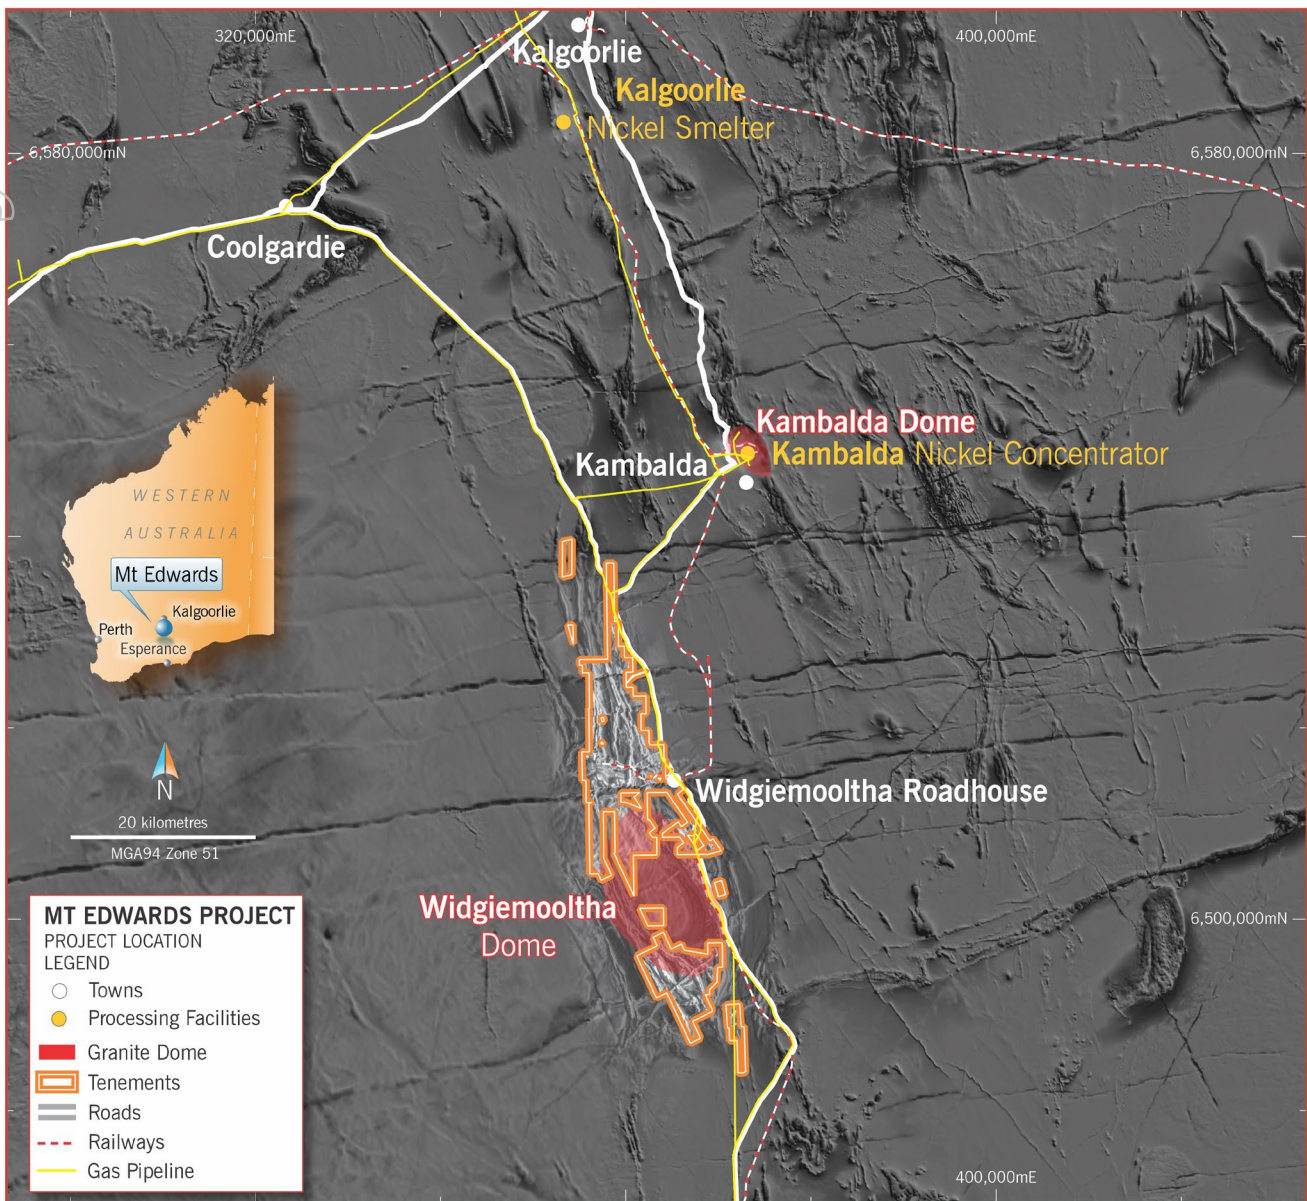 320,000mE
400,000mE
Kalgoorlie
Kalgoorlie
Nickel Smelter
6,580,000mN
6,580,000mN
Coolgardie
Kambalda Dome
Kambalda
Kambalda Nickel Concentrator
WESTERN
AUSTRALIA
Mt Edwards
Kalgoorlie
Perth
Esperance
N
20 kilometres
MGA94 Zone 51
Widgiemooltha Roadhouse
Widgiemooltha
Dome
6,500,000mN
MT EDWARDS PROJECT
PROJECT LOCATION
LEGEND
Towns
Processing Facilities
Granite Dome
Tenements
Roads
Railways
Gas Pipeline
400,000mE